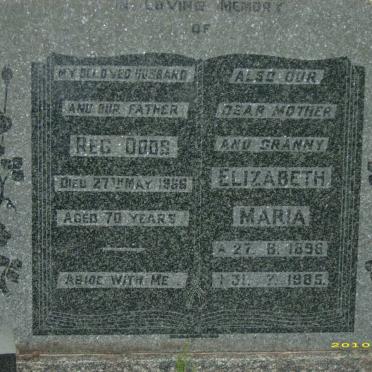 IN LOVING MEMORY
OF
MY BELOVED HUSBAND
AND OUR FATHER
REG DODS
DIED 27TH MAY 1966
AGED 70 YEARS
ABIDE WITH ME
ALSO OUR
DEAR MOTHER
AND GRANNY
ELIZABETH
MARIA
27. 8. 1896
31. 7. 1985.
2010